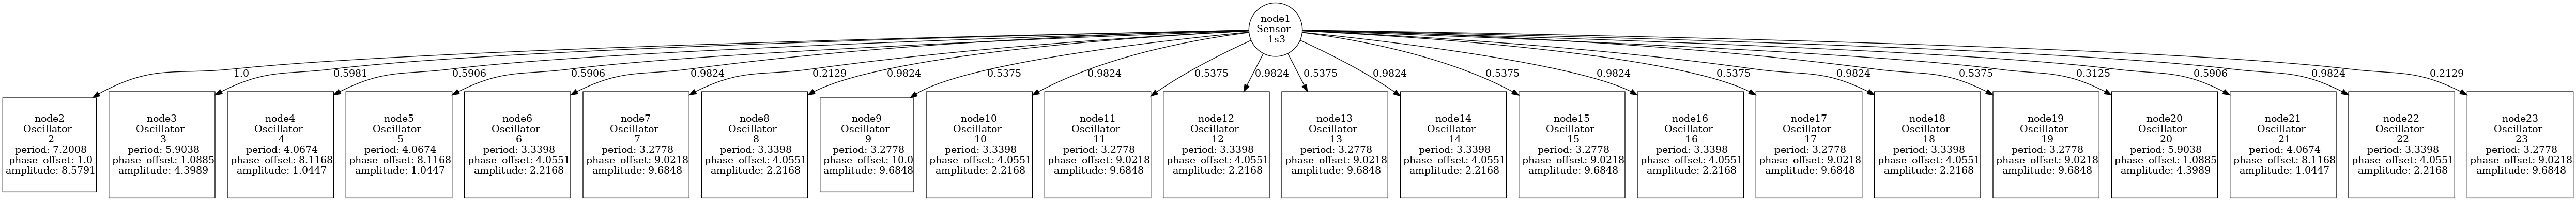 node1
Sensor
1s3
1.0
0.5981
0.5906
0.5906
0.9824
0.2129
0.9824
-0.5375
0.9824
-0.5375
0.9824
-0.5375
0.9824
-0.5375
0.9824
-0.5375
0.9824
-0.5375
-0.3125
0.5906
0.9824
0.2129
node2
Oscillator
2
period: 7.2008
phase_offset: 1.0
amplitude: 8.5791
node3
Oscillator
3
period: 5.9038
phase_offset: 1.0885
amplitude: 4.3989
node4
Oscillator
4
period: 4.0674
phase_offset: 8.1168
amplitude: 1.0447
node5
Oscillator
5
period: 4.0674
phase_offset: 8.1168
amplitude: 1.0447
node6
Oscillator
6
period: 3.3398
phase_offset: 4.0551
amplitude: 2.2168
node7
Oscillator
7
period: 3.2778
phase_offset: 9.0218
amplitude: 9.6848
node8
Oscillator
8
period: 3.3398
phase_offset: 4.0551
amplitude: 2.2168
node9
Oscillator
9
period: 3.2778
phase_offset: 10.0
amplitude: 9.6848
node10
Oscillator
10
period: 3.3398
phase_offset: 4.0551
amplitude: 2.2168
node11
Oscillator
11
period: 3.2778
phase_offset: 9.0218
amplitude: 9.6848
node12
Oscillator
12
period: 3.3398
phase_offset: 4.0551
amplitude: 2.2168
node13
Oscillator
13
period: 3.2778
phase_offset: 9.0218
amplitude: 9.6848
node14
Oscillator
14
period: 3.3398
phase_offset: 4.0551
amplitude: 2.2168
node15
Oscillator
15
period: 3.2778
phase_offset: 9.0218
amplitude: 9.6848
node16
Oscillator
16
period: 3.3398
phase_offset: 4.0551
amplitude: 2.2168
node17
Oscillator
17
period: 3.2778
phase_offset: 9.0218
amplitude: 9.6848
node18
Oscillator
18
period: 3.3398
phase_offset: 4.0551
amplitude: 2.2168
node19
Oscillator
19
period: 3.2778
phase_offset: 9.0218
amplitude: 9.6848
node20
Oscillator
20
period: 5.9038
phase_offset: 1.0885
amplitude: 4.3989
node21
Oscillator
21
period: 4.0674
phase_offset: 8.1168
amplitude: 1.0447
node22
Oscillator
22
period: 3.3398
phase_offset: 4.0551
amplitude: 2.2168
node23
Oscillator
23
period: 3.2778
phase_offset: 9.0218
amplitude: 9.6848